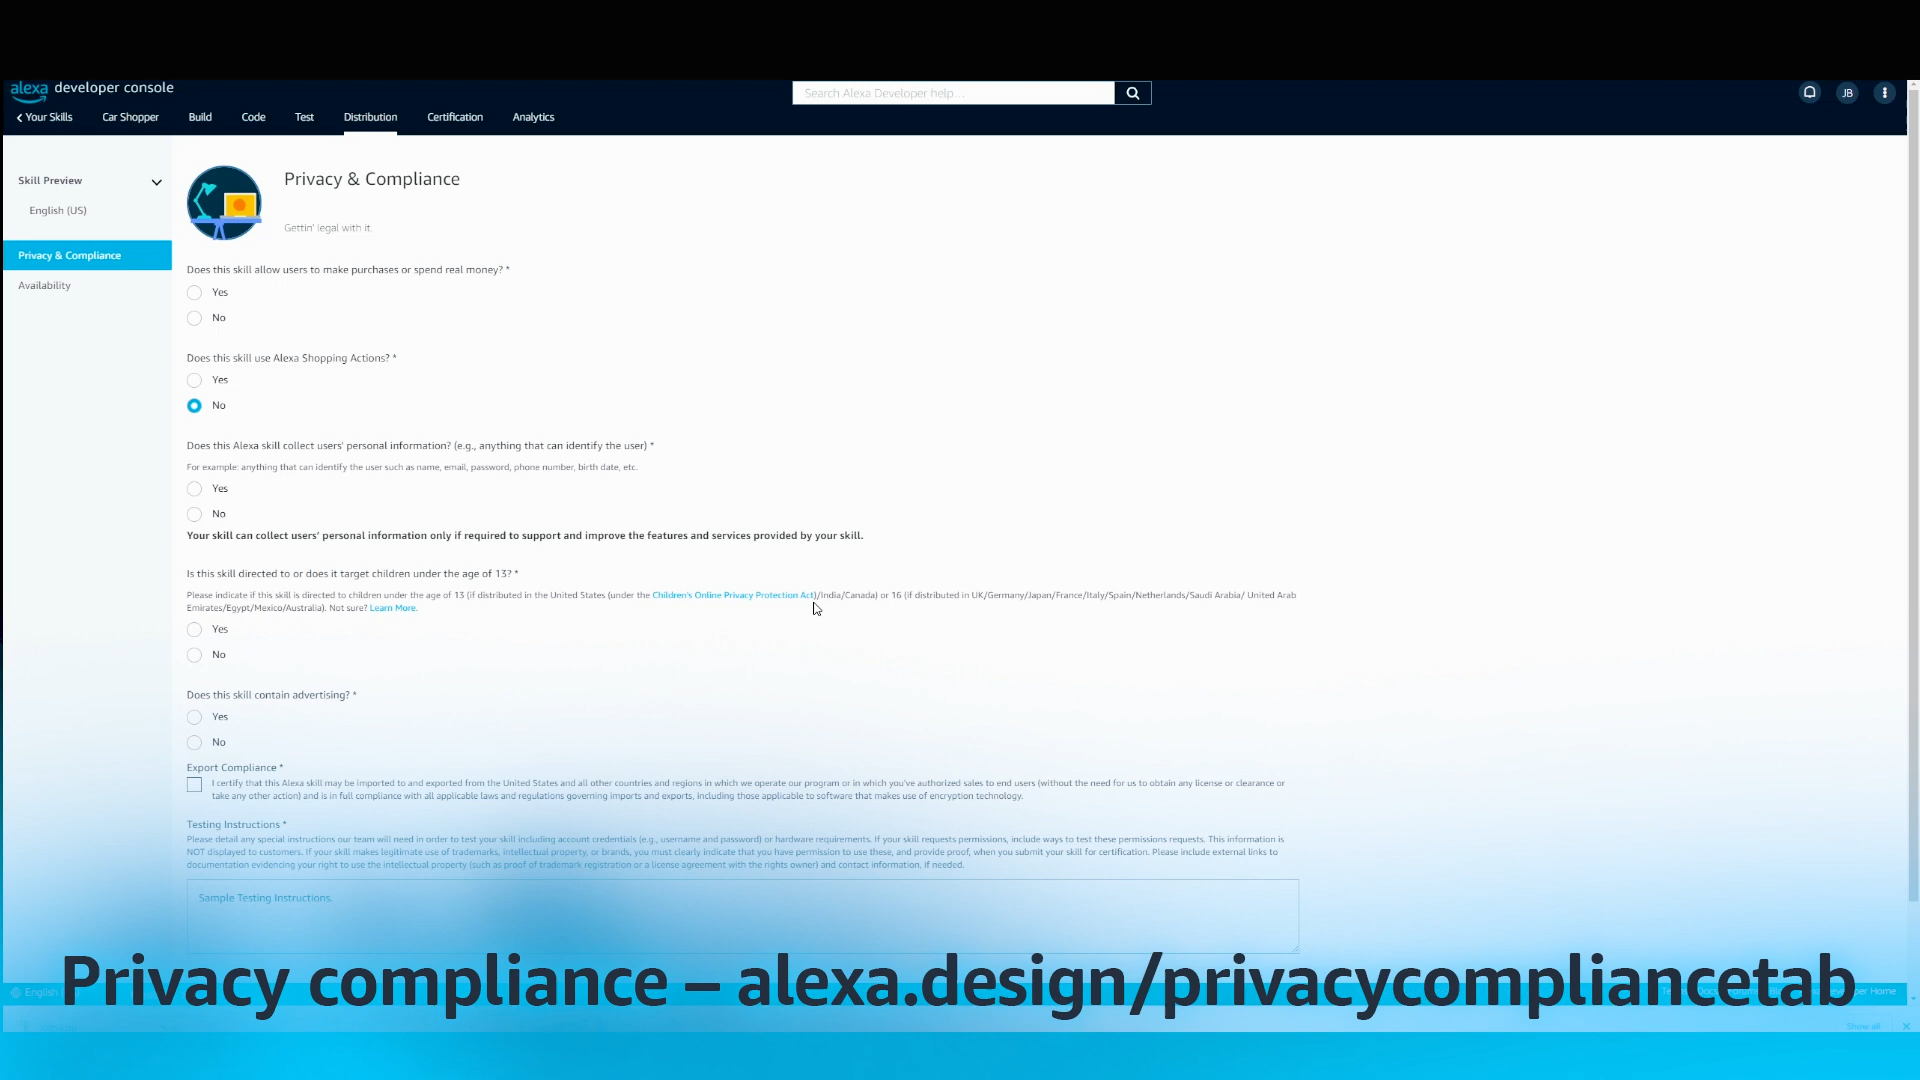 alexa developer console
Search Alexa Developer help...
JB
Your Skills Car Shopper Build Code Test Distribution Certification Analytics
Skill Preview
English (US)
Privacy & Compliance
Availability
Privacy & Compliance
Gettin' legal with it.
Does this skill allow users to make purchases or spend real money? *
Yes
No
Does this skill use Alexa Shopping Actions? *
Yes
No
Does this Alexa skill collect users' personal information? (e.g., anything that can identify the user) *
For example: anything that can identify the user such as name, email, password, phone number, birth date, etc.
Yes
No
Your skill can collect users' personal information only if required to support and improve the features and services provided by your skill.
Is this skill directed to or does it target children under the age of 13? *
Please indicate if this skill is directed to children under the age of 13 (if distributed in the United States (under the Children's Online Privacy Protection Act)/India/Canada) or 16 (if distributed in UK/Germany/Japan/France/Italy/Spain/Netherlands/Saudi Arabia/ United Arab
Emirates/Egypt/Mexico/Australia). Not sure? Learn More.
Yes
No
Does this skill contain advertising? *
Yes
No
Export Compliance *
I certify that this Alexa skill may be imported to and exported from the United States and all other countries and regions in which we operate our program or in which you've authorized sales to end users (without the need for us to obtain any license or clearance or
take any other action) and is in full compliance with all applicable laws and regulations governing imports and exports, including those applicable to software that makes use of encryption technology.
Testing Instructions *
Please detail any special instructions our team will need in order to test your skill including account credentials (e.g., username and password) or hardware requirements. If your skill requests permissions, include ways to test these permissions requests. This information is
NOT displayed to customers. If your skill makes legitimate use of trademarks, intellectual property, or brands, you must clearly indicate that you have permission to use these, and provide proof, when you submit your skill for certification. Please include external links to
documentation evidencing your right to use the intellectual property (such as proof of trademark registration or a license agreement with the rights owner) and contact information, if needed.
Sample Testing Instructions.
Privacy compliance – alexa.design/privacycompliancetab
English
Home
Show all